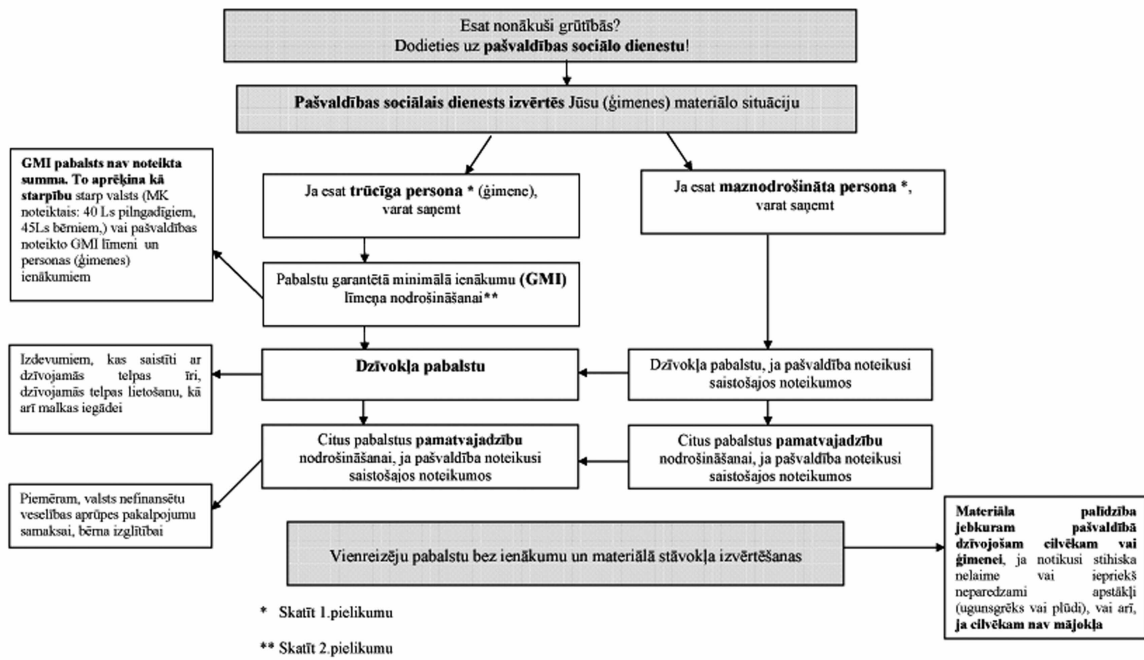 Esat nonākuši grūtībās?
Dodieties uz pašvaldības sociālo dienestu!
Pašvaldības sociālais dienests izvērtēs Jūsu (ģimenes) materiālo situāciju
GMI pabalsts nav noteikta
summa. To aprēķina kā
starpību starp valsts (MK
noteiktais: 40 Ls pilngadīgiem,
45Ls bērniem,) vai pašvaldības
noteikto GMI līmeni un
personas (ģimenes)
ienākumiem
Ja esat trūcīga persona * (ģimene),
varat saņemt
Ja esat maznodrošināta persona *,
varat saņemt
Pabalstu garantētā minimālā ienākumu (GMI)
līmeņa nodrošināšanai**
Izdevumiem, kas saistīti ar
dzīvojamās telpas īri,
dzīvojamās telpas lietošanu, kā
arī malkas iegādei
Dzīvokļa pabalstu
Dzīvokļa pabalstu, ja pašvaldība noteikusi
saistošajos noteikumos
Citus pabalstus pamatvajadzību
nodrošināšanai, ja pašvaldība noteikusi
saistošajos noteikumos
Citus pabalstus pamatvajadzību
nodrošināšanai, ja pašvaldība noteikusi
saistošajos noteikumos
Piemēram, valsts nefinansētu
veselības aprūpes pakalpojumu
samaksai, bērna izglītībai
Vienreizēju pabalstu bez ienākumu un materiālā stāvokļa izvērtēšanas
Materiāla palīdzība
jebkuram pašvaldībā
dzīvojošam cilvēkam vai
ģimenei, ja notikusi stihiska
nelaime vai iepriekš
neparedzami apstākļi
(ugunsgrēks vai plūdi), vai arī,
ja cilvēkam nav mājokļa
* Skatīt 1.pielikumu
** Skatīt 2.pielikumu